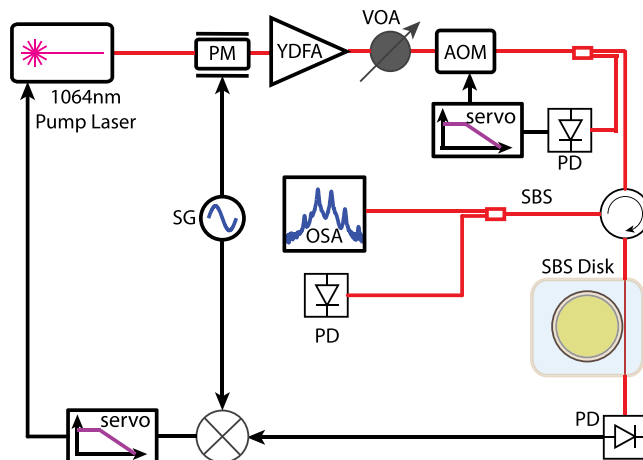 VOA
PM
YDFA
AOM
1064nm
Pump Laser
servo
PD
SBS
SG
OSA
SBS Disk
PD
PD
servo